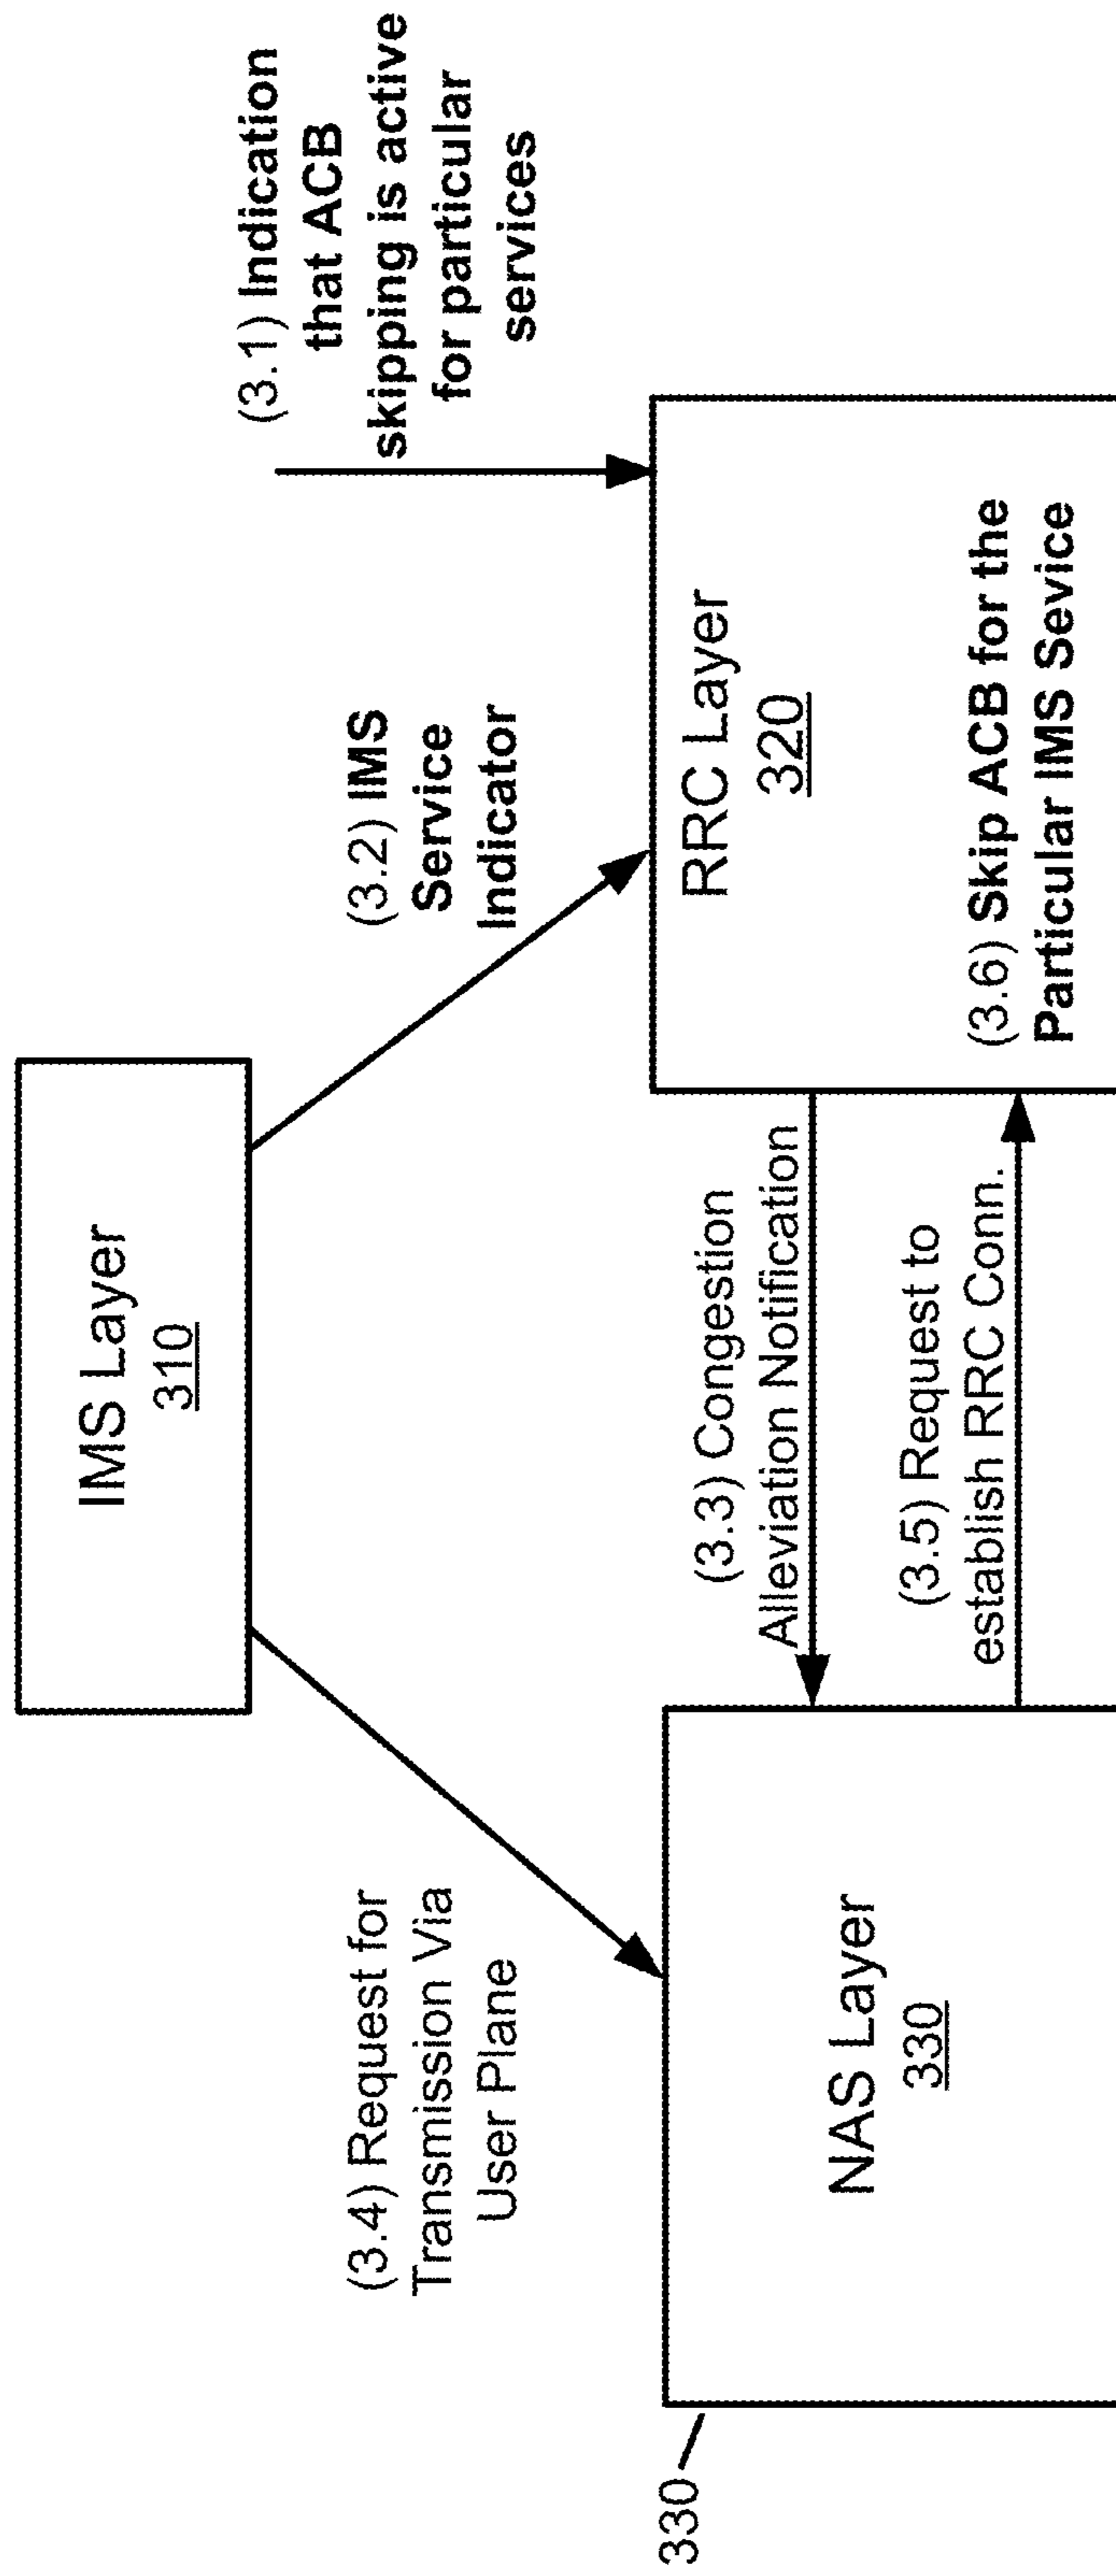 IMS Layer
310
(3.1) Indication
that ACB
skipping is active
for particular
services
(3.2) IMS
Service
Indicator
(3.4) Request for
Transmission Via
User Plane
RRC Layer
320
(3.6) Skip ACB for the
Particular IMS Sevice
(3.3) Congestion
Alleviation Notification
(3.5) Request to
establish RRC Conn.
NAS Layer
330
330